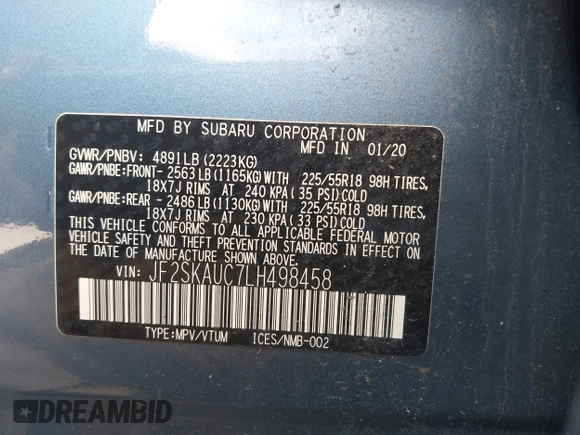 MFD BY SUBARU CORPORATION
MFD IN 01/20
GVWR/PNBV: 4891LB(2223KG)
GAWR/PNBE:FRONT- 2563LB(1165KG)WITH 225/55R18 98H TIRES,
18X7J RIMS AT 240KPA(35 PSI)COLD
GAWR/PNBE:REAR - 2486LB(1130KG)WITH 225/55R18 98H TIRES,
18X7J RIMS AT 230KPA(33 PSI)COLD
THIS VEHICLE CONFORMS TO ALL APPLICABLE FEDERAL MOTOR
VEHICLE SAFETY AND THEFT PREVENTION STANDARDS IN EFFECT ON
THE DATE OF MANUFACTURE SHOWN ABOVE.
VIN: JF2SKAUC7LH498458
TYPE:MPV/VTUM ICES/NMB-002
DREAMBID